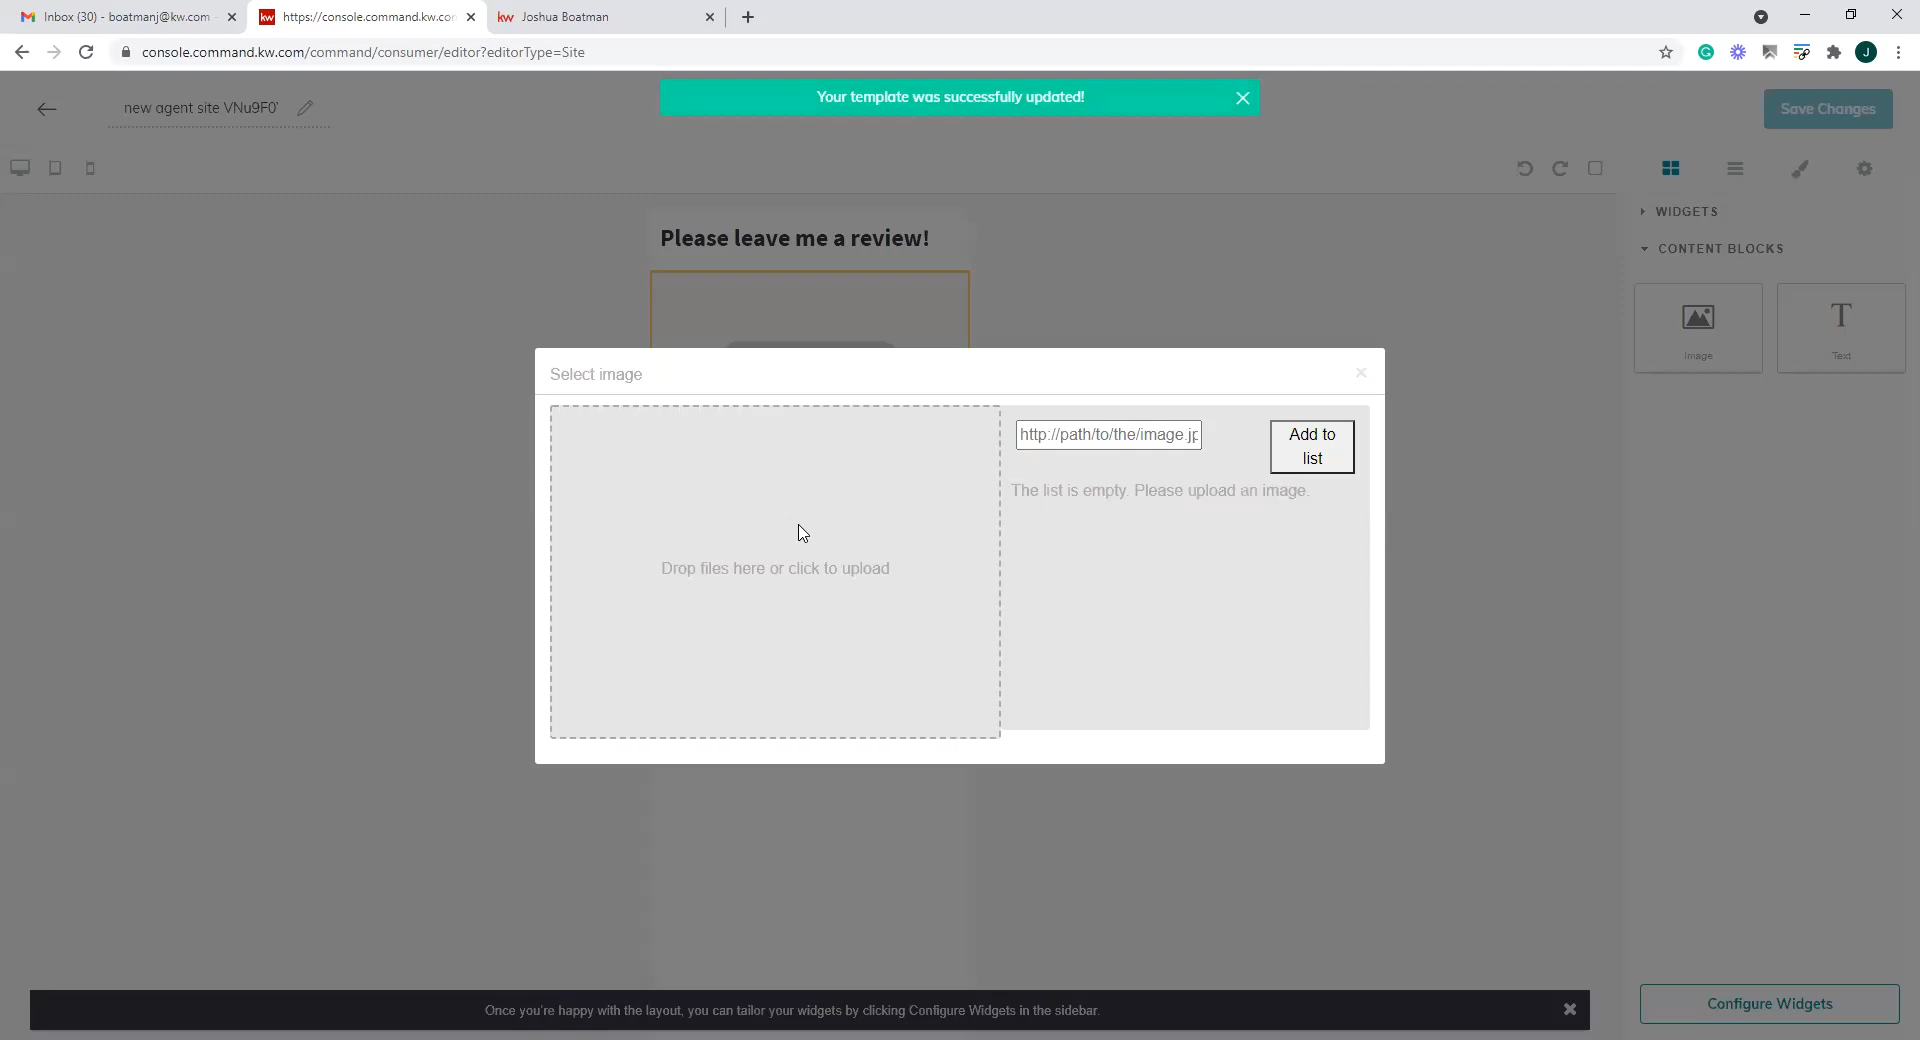 Inbox (30) - boatmanj@kw.com
kw https://console.command.kw.con
kw Joshua Boatman
console.command.kw.com/command/consumer/editor?editorType=Site
J
new agent site VNu9F0'
Your template was successfully updated!
Save Changes
WIDGETS
CONTENT BLOCKS
Please leave me a review!
T
Image
Text
Select image
http://path/to/the/image.jp
Add to
list
The list is empty. Please upload an image.
Drop files here or click to upload
Once you're happy with the layout, you can tailor your widgets by clicking Configure Widgets in the sidebar.
Configure Widgets